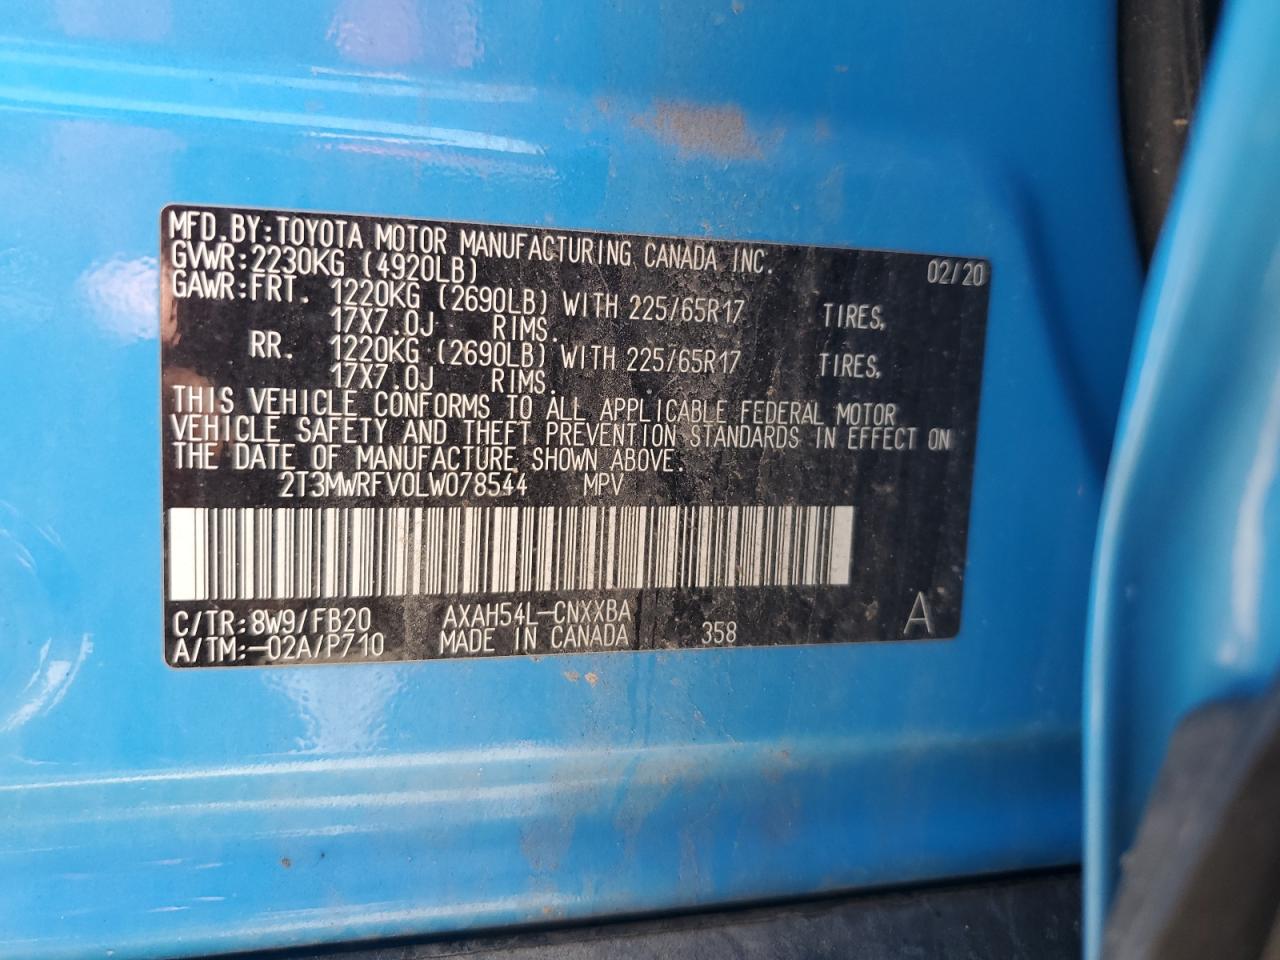 MFD.BY:TOYOTA MOTOR MANUFACTURING CANADA INC. 02/20
GVWR:2230KG (4920LB)
GAWR:FRT. 1220KG (2690LB) WITH 225/65R17 TIRES,
17X7.0J RIMS.
RR. 1220KG (2690LB) WITH 225/65R17 TIRES,
17X7.0J RIMS.
THIS VEHICLE CONFORMS TO ALL APPLICABLE FEDERAL MOTOR
VEHICLE SAFETY AND THEFT PREVENTION STANDARDS IN EFFECT ON
THE DATE OF MANUFACTURE SHOWN ABOVE.
2T3MWRFV0LW078544 MPV
C/TR:8W9/FB20 AXAH54L-CNXXBA A
A/TM:-02A/P710 MADE IN CANADA 358